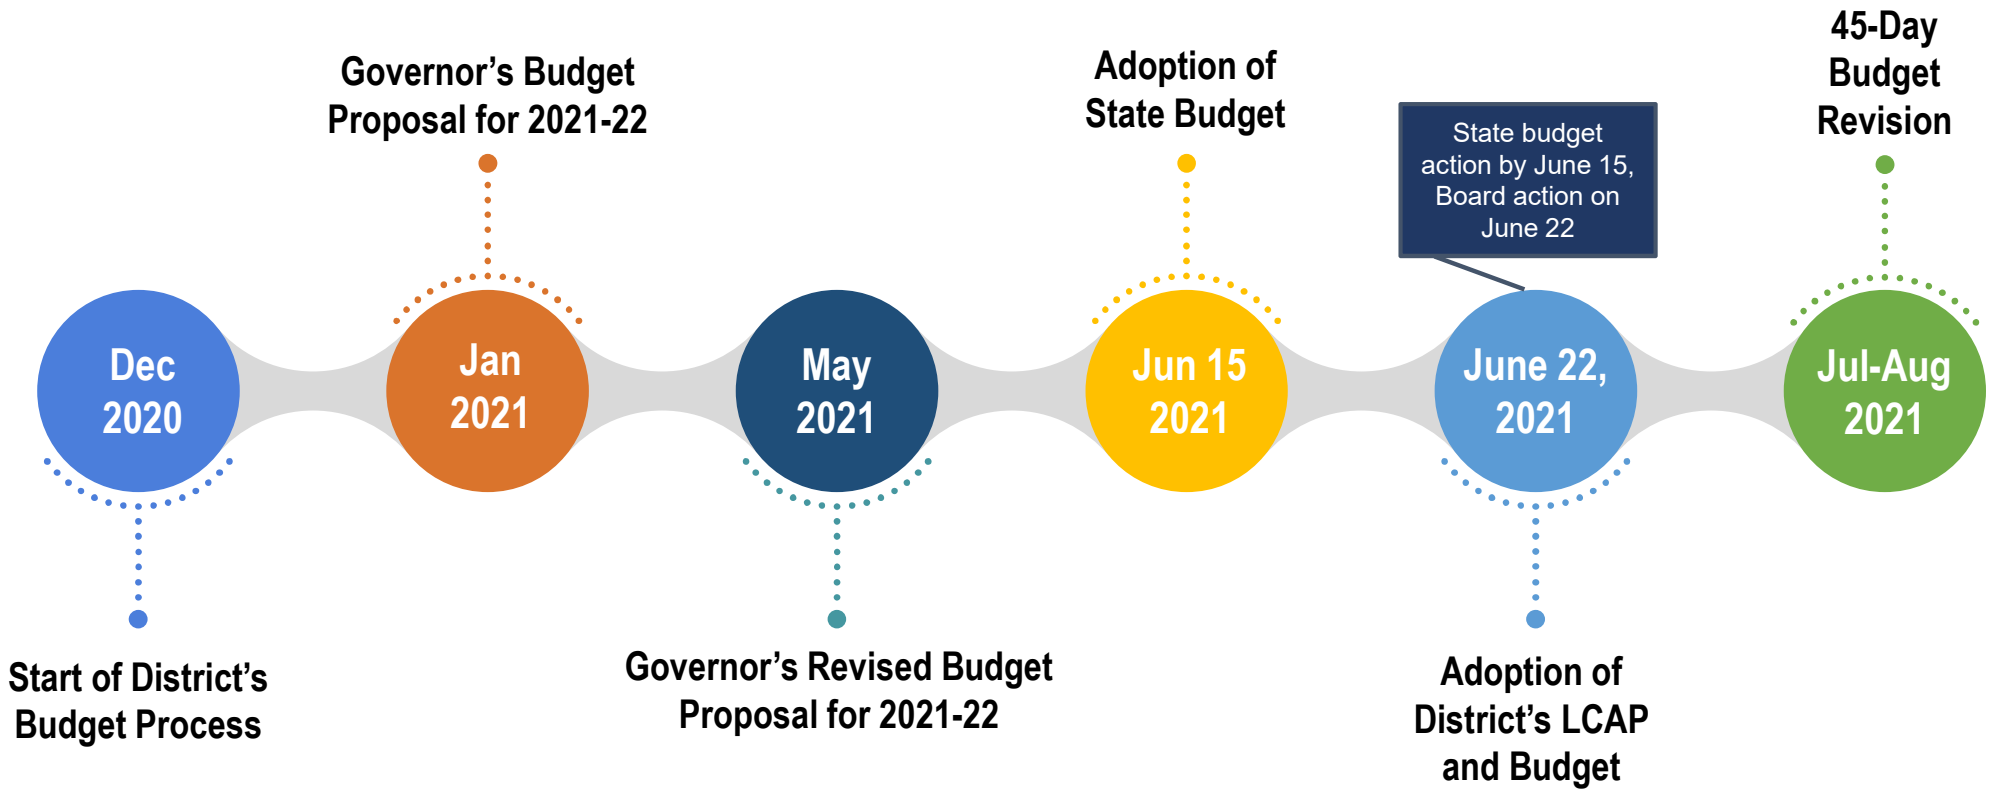 45-Day
Budget
Revision
Governor's Budget
Proposal for 2021-22
Adoption of
State Budget
State budget
action by June 15,
Board action on
June 22
Dec
2020
Jan
2021
May
2021
Jun 15
2021
June 22,
2021
Jul-Aug
2021
Start of District's
Budget Process
Governor's Revised Budget
Proposal for 2021-22
Adoption of
District's LCAP
and Budget